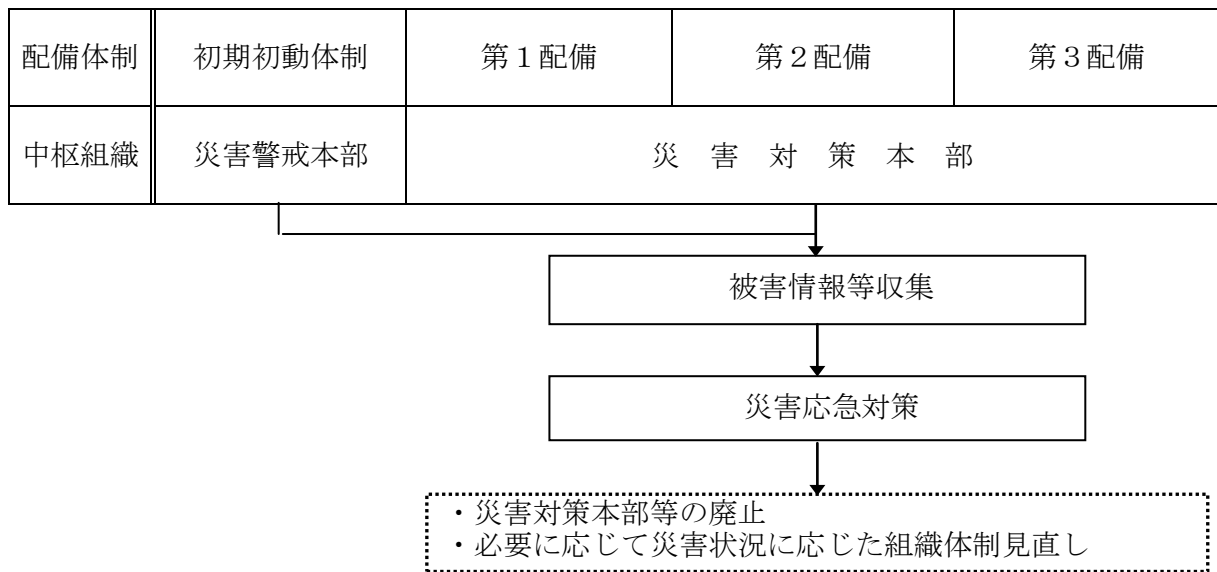 配備体制 初期初動体制 第１配備 第２配備 第３配備
中枢組織 災害警戒本部 災 害 対 策 本 部
被害情報等収集
災害応急対策
・災害対策本部等の廃止
・必要に応じて災害状況に応じた組織体制見直し